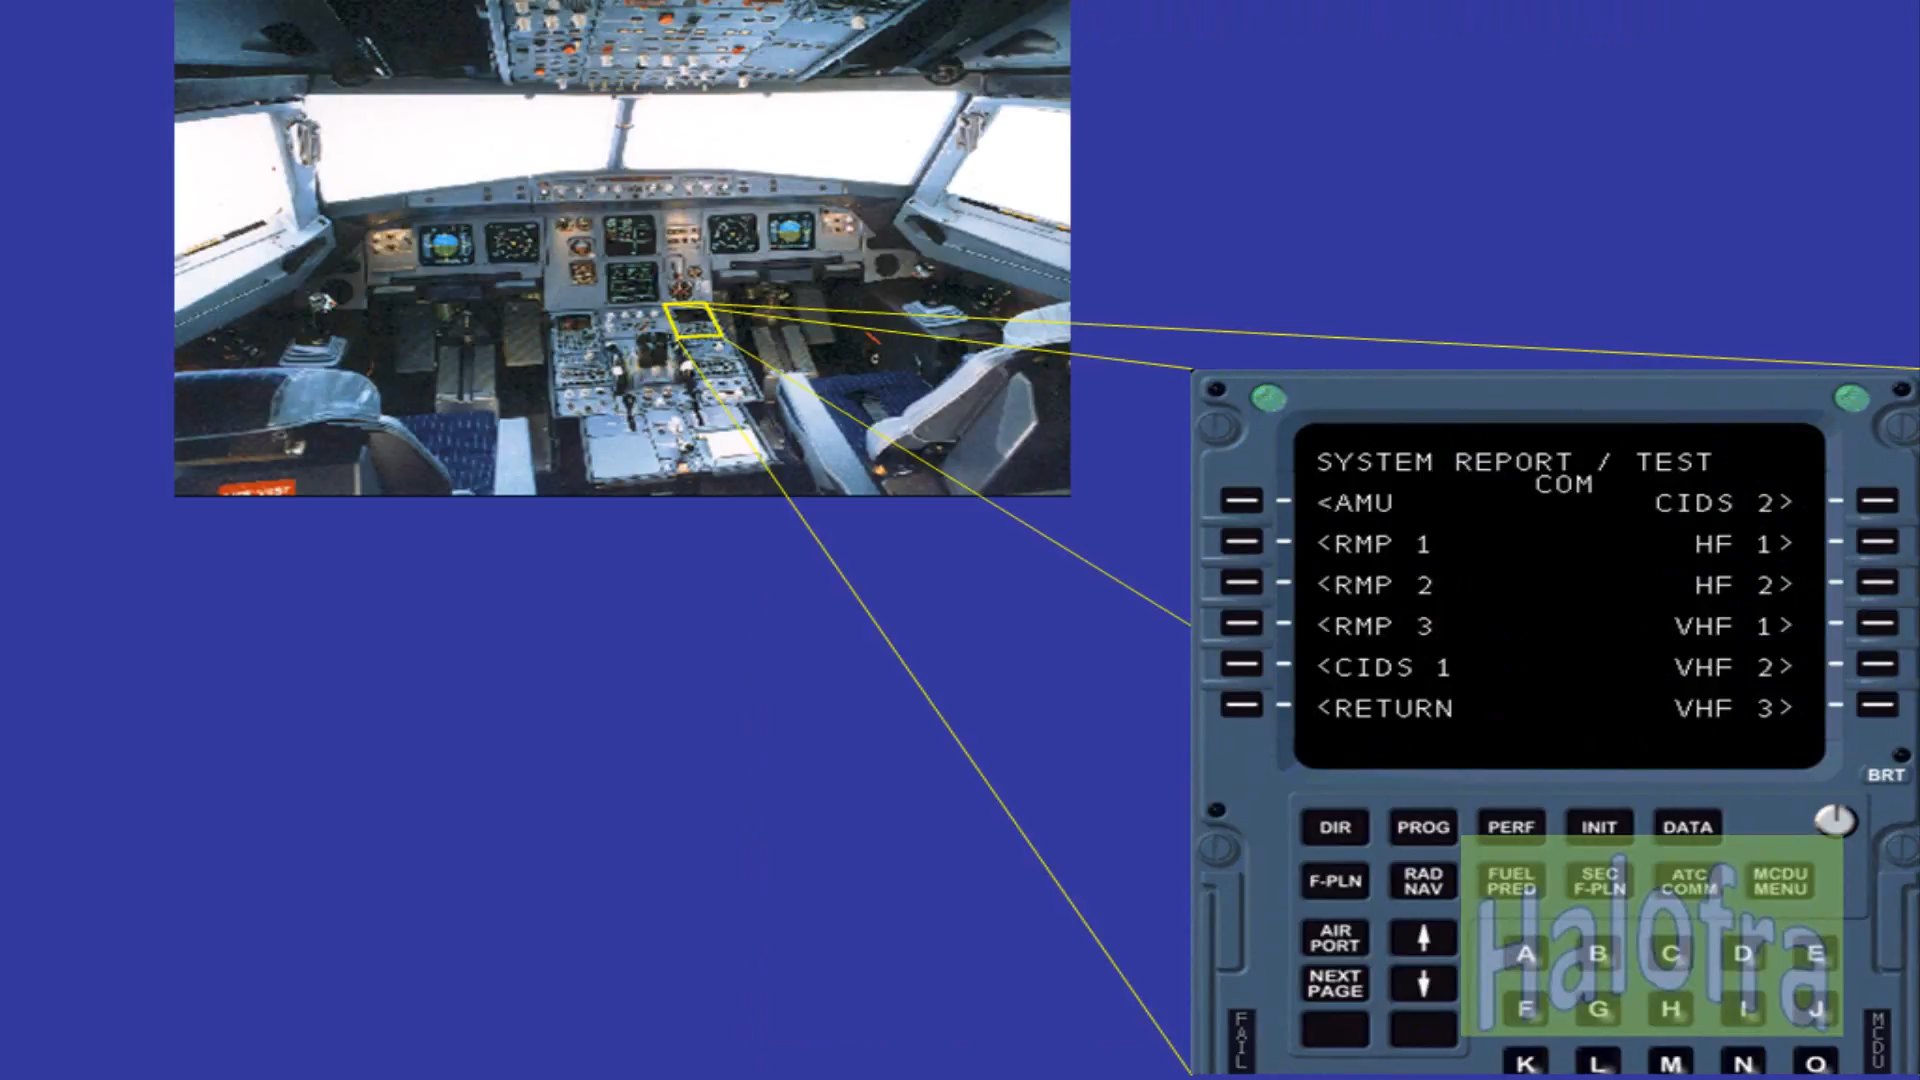 SYSTEM REPORT / TEST
COM
<AMU CIDS 2>
<RMP 1 HF 1>
<RMP 2 HF 2>
<RMP 3 VHF 1>
<CIDS 1 VHF 2>
<RETURN VHF 3>
BRT
DIR PROG PERF INIT DATA
F-PLN RAD NAV FUEL PRED SEC F-PLN ATC COMM MCDU MENU
AIR PORT
NEXT PAGE
A B C D E
F G H I J
K L M N O
FAIL
MCDU
Halofra